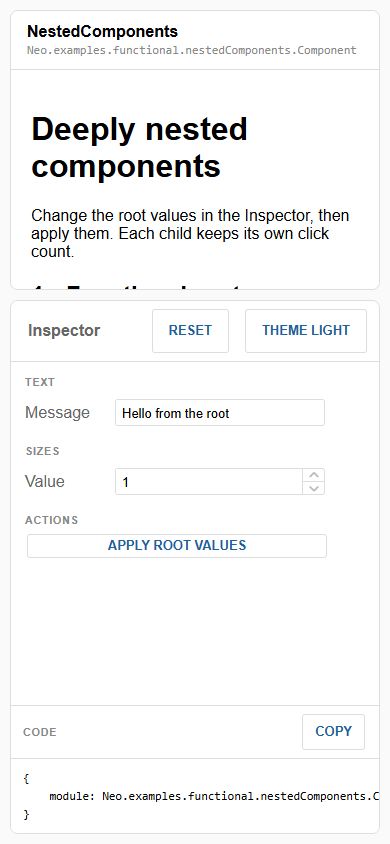 NestedComponents
Neo.examples.functional.nestedComponents.Component
Deeply nested
components
Change the root values in the Inspector, then
apply them. Each child keeps its own click
count.
Inspector
RESET
THEME LIGHT
TEXT
Message
Hello from the root
SIZES
Value
1
ACTIONS
APPLY ROOT VALUES
CODE
COPY
{
module: Neo.examples.functional.nestedComponents.C
}